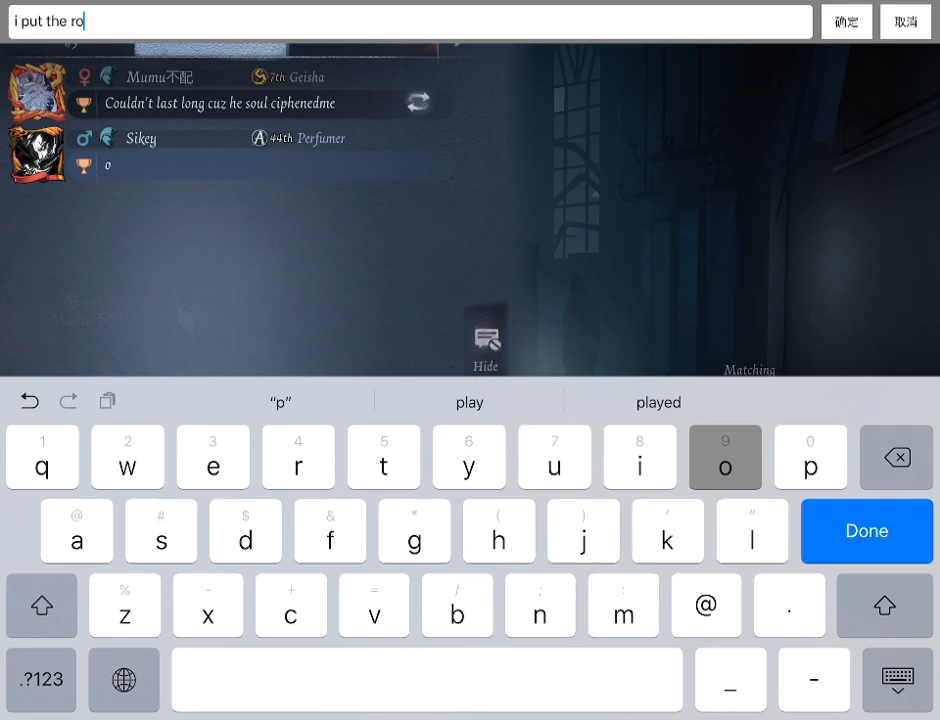 i put the ro
确定
取消
#5
Mumu不配
7th Geisha
Couldn't last long cuz he soul ciphenedme
Sikey
A 44th Perfumer
o
Hide
Matching
"p"
play
played
1 2 3 4 5 6 7 8 9 0
q w e r t y u i o p
@ # $ & * ( ) ' "
a s d f g h j k l
Done
% - + = / ; :
z x c v b n m @ .
.?123
_ -